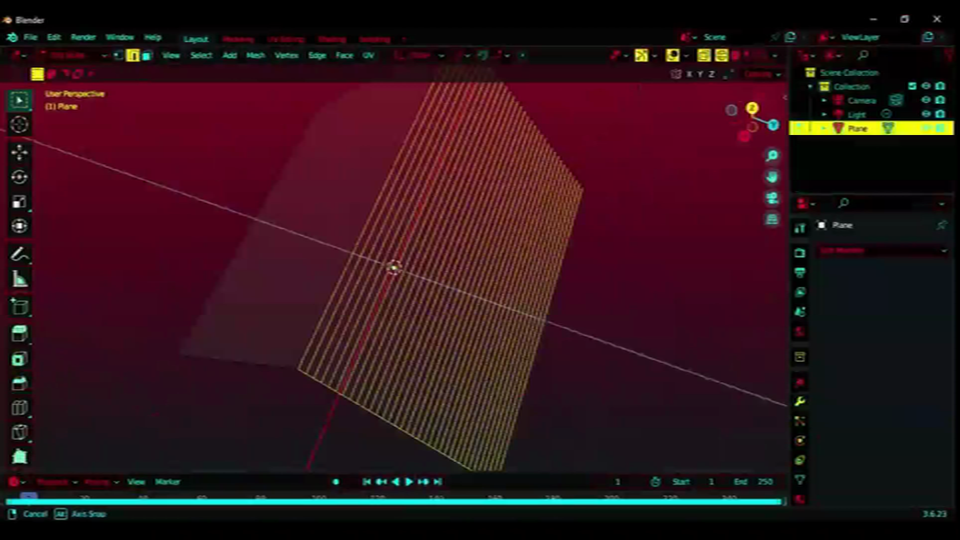 Blender
File Edit Render Window Help Layout Scene ViewLayer
View Select Add Mesh Vertex Edge Face UV
X Y Z
User Perspective
(1) Plane
Z
Y
Scene Collection
Collection
Camera
Light
Plane
Plane
View Marker 1 Start 1 End 250
Cancel Alt Axis Snap 3.6.23